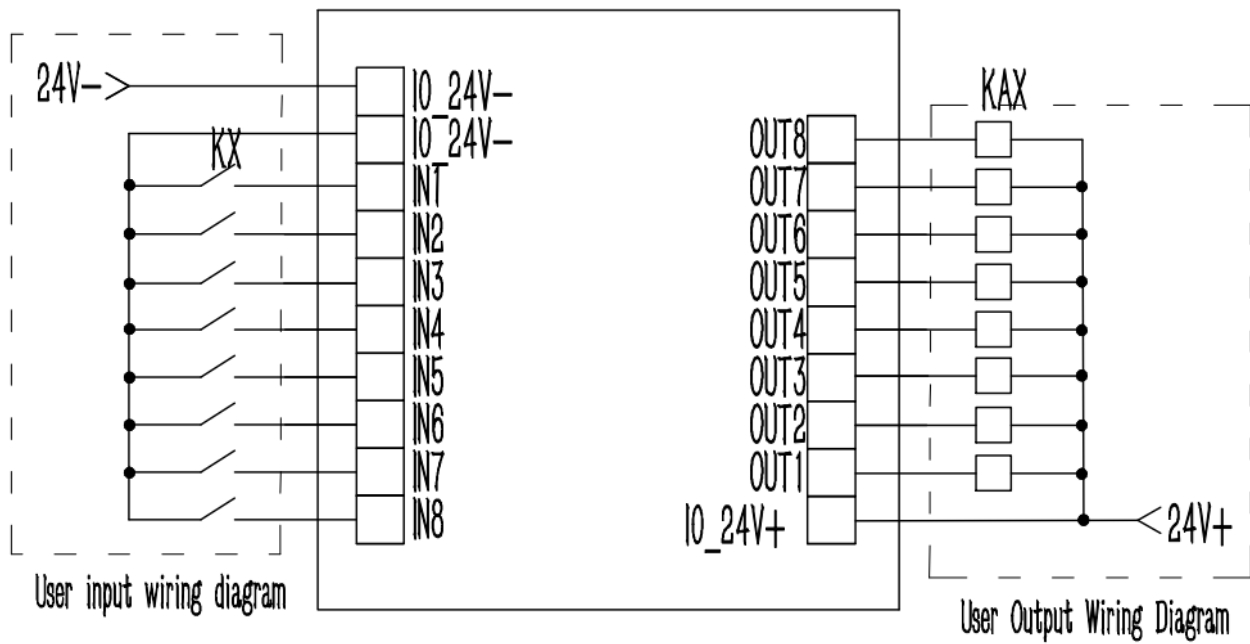 24V-
IO_24V-
IO_24V-
KX
IN1
IN2
IN3
IN4
IN5
IN6
IN7
IN8
User input wiring diagram
KAX
OUT8
OUT7
OUT6
OUT5
OUT4
OUT3
OUT2
OUT1
IO_24V+
24V+
User Output Wiring Diagram